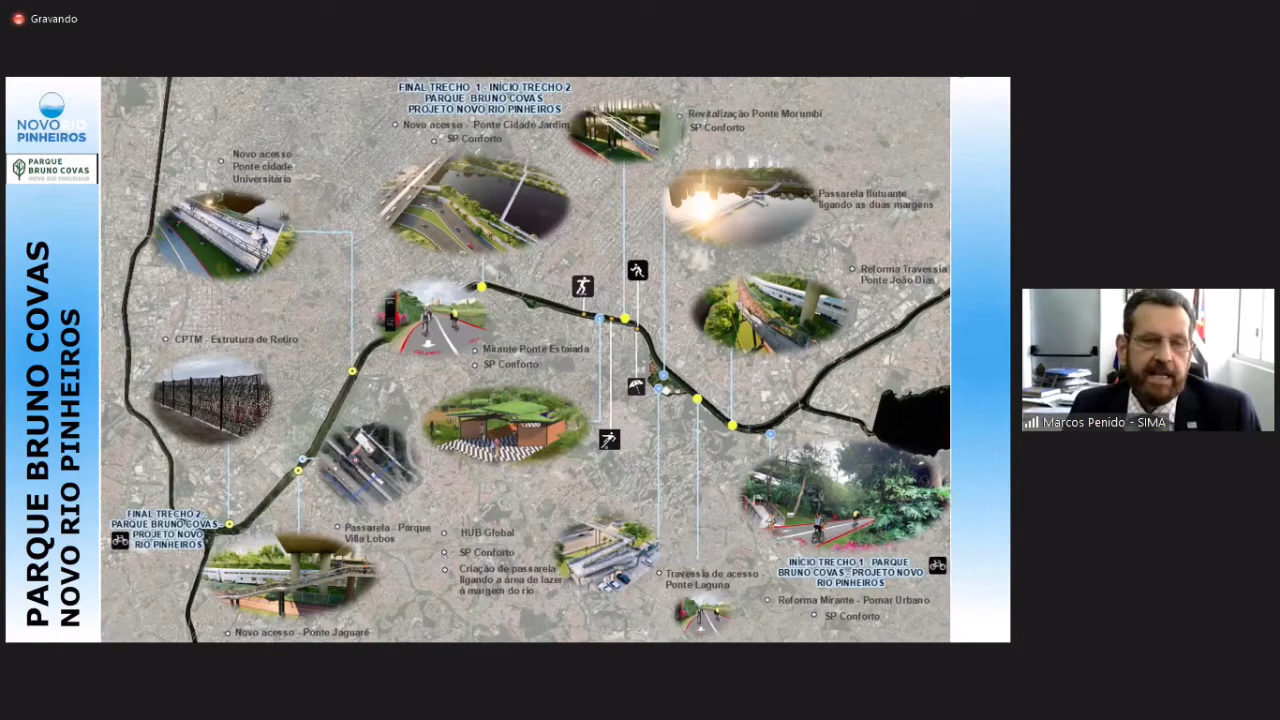 Gravando
NOVO RIO
PINHEIROS
PARQUE
BRUNO COVAS
NOVO RIO PINHEIROS
PARQUE BRUNO COVAS
NOVO RIO PINHEIROS
FINAL TRECHO 1 - INÍCIO TRECHO 2
PARQUE BRUNO COVAS
PROJETO NOVO RIO PINHEIROS
Novo acesso - Ponte Cidade Jardim
SP Conforto
Revitalização Ponte Morumbi
SP Conforto
Novo acesso -
Ponte cidade
Universitária
Passarela flutuante
ligando as duas margens
Reforma Travessia
Ponte João Dias
CPTM - Estrutura de Retiro
Mirante Ponte Estaiada
SP Conforto
FINAL TRECHO 2 -
PARQUE BRUNO COVAS -
PROJETO NOVO
RIO PINHEIROS
Passarela - Parque
Villa Lobos
HUB Global
SP Conforto
Criação de passarela
ligando a área de lazer
à margem do rio
Travessia de acesso
Ponte Laguna
INÍCIO TRECHO 1 - PARQUE
BRUNO COVAS - PROJETO NOVO
RIO PINHEIROS
Reforma Mirante - Pomar Urbano
SP Conforto
Novo acesso - Ponte Jaguaré
Marcos Penido - SIMA